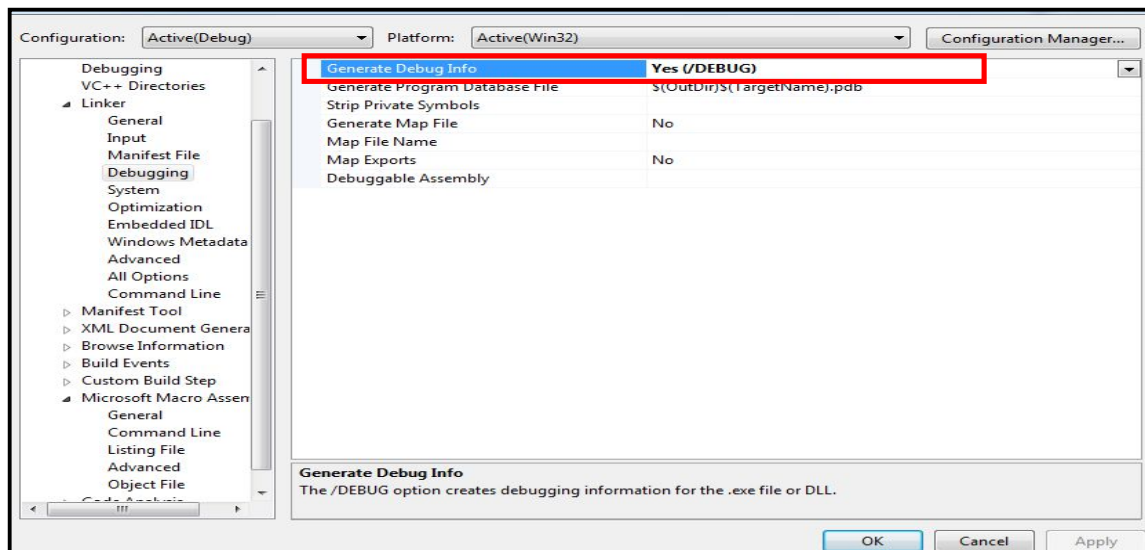 Configuration: Active(Debug) Platform: Active(Win32) Configuration Manager...
Debugging
VC++ Directories
Linker
General
Input
Manifest File
Debugging
System
Optimization
Embedded IDL
Windows Metadata
Advanced
All Options
Command Line
Manifest Tool
XML Document Genera
Browse Information
Build Events
Custom Build Step
Microsoft Macro Assem
General
Command Line
Listing File
Advanced
Object File
Code Analysis
Generate Debug Info Yes (/DEBUG)
Generate Program Database File $(OutDir)$(TargetName).pdb
Strip Private Symbols
Generate Map File No
Map File Name
Map Exports No
Debuggable Assembly
Generate Debug Info
The /DEBUG option creates debugging information for the .exe file or DLL.
OK Cancel Apply